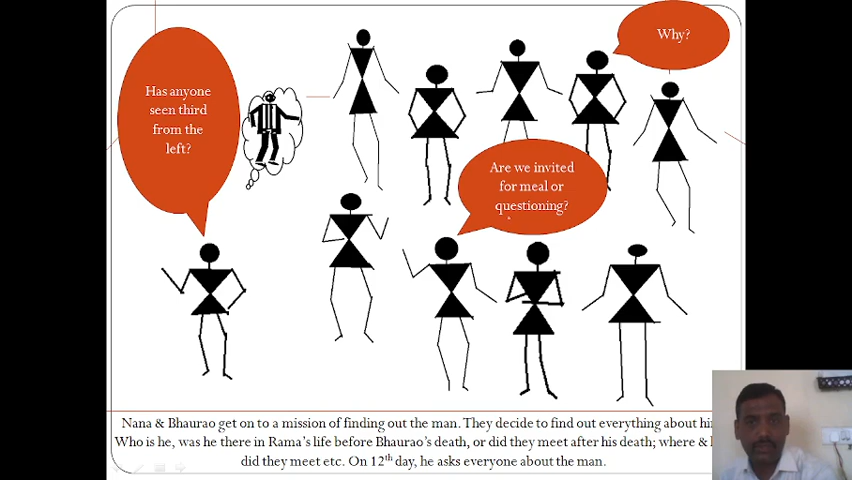 Has anyone
seen third
from the
left?
Why?
Are we invited
for meal or
questioning?
Nana & Bhaurao get on to a mission of finding out the man. They decide to find out everything about
Who is he, was he there in Rama's life before Bhaurao's death, or did they meet after his death; where &
did they meet etc. On 12th day, he asks everyone about the man.